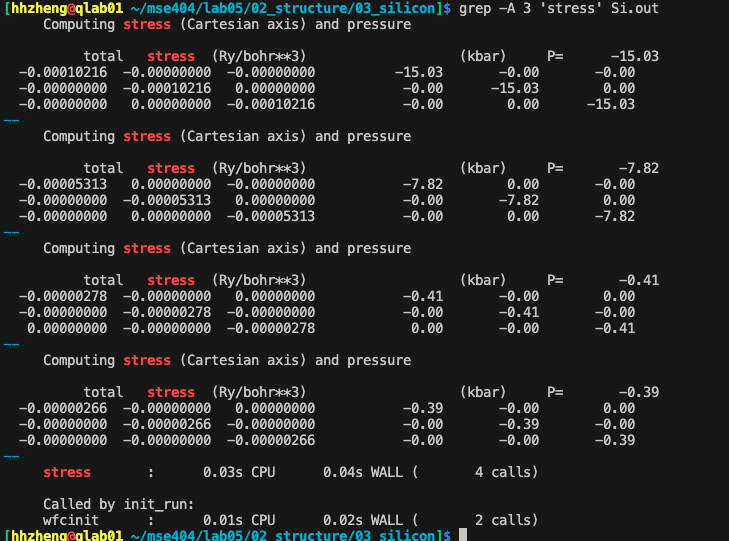 [hhzheng@qlab01 ~/mse404/lab05/02_structure/03_silicon]$ grep -A 3 'stress' Si.out
     Computing stress (Cartesian axis) and pressure

          total   stress  (Ry/bohr**3)                   (kbar)     P=      -15.03
  -0.00010216  -0.00000000  -0.00000000          -15.03       -0.00       -0.00
  -0.00000000  -0.00010216   0.00000000           -0.00      -15.03        0.00
  -0.00000000   0.00000000  -0.00010216           -0.00        0.00      -15.03
--
     Computing stress (Cartesian axis) and pressure

          total   stress  (Ry/bohr**3)                   (kbar)     P=       -7.82
  -0.00005313   0.00000000  -0.00000000           -7.82        0.00       -0.00
  -0.00000000  -0.00005313   0.00000000           -0.00       -7.82        0.00
  -0.00000000   0.00000000  -0.00005313           -0.00        0.00       -7.82
--
     Computing stress (Cartesian axis) and pressure

          total   stress  (Ry/bohr**3)                   (kbar)     P=       -0.41
  -0.00000278  -0.00000000   0.00000000           -0.41       -0.00        0.00
  -0.00000000  -0.00000278  -0.00000000           -0.00       -0.41       -0.00
   0.00000000  -0.00000000  -0.00000278            0.00       -0.00       -0.41
--
     Computing stress (Cartesian axis) and pressure

          total   stress  (Ry/bohr**3)                   (kbar)     P=       -0.39
  -0.00000266  -0.00000000   0.00000000           -0.39       -0.00        0.00
  -0.00000000  -0.00000266  -0.00000000           -0.00       -0.39       -0.00
  -0.00000000  -0.00000000  -0.00000266           -0.00       -0.00       -0.39
--
     stress       :      0.03s CPU      0.04s WALL (       4 calls)

     Called by init_run:
     wfcinit      :      0.01s CPU      0.02s WALL (       2 calls)
[hhzheng@qlab01 ~/mse404/lab05/02_structure/03_silicon]$